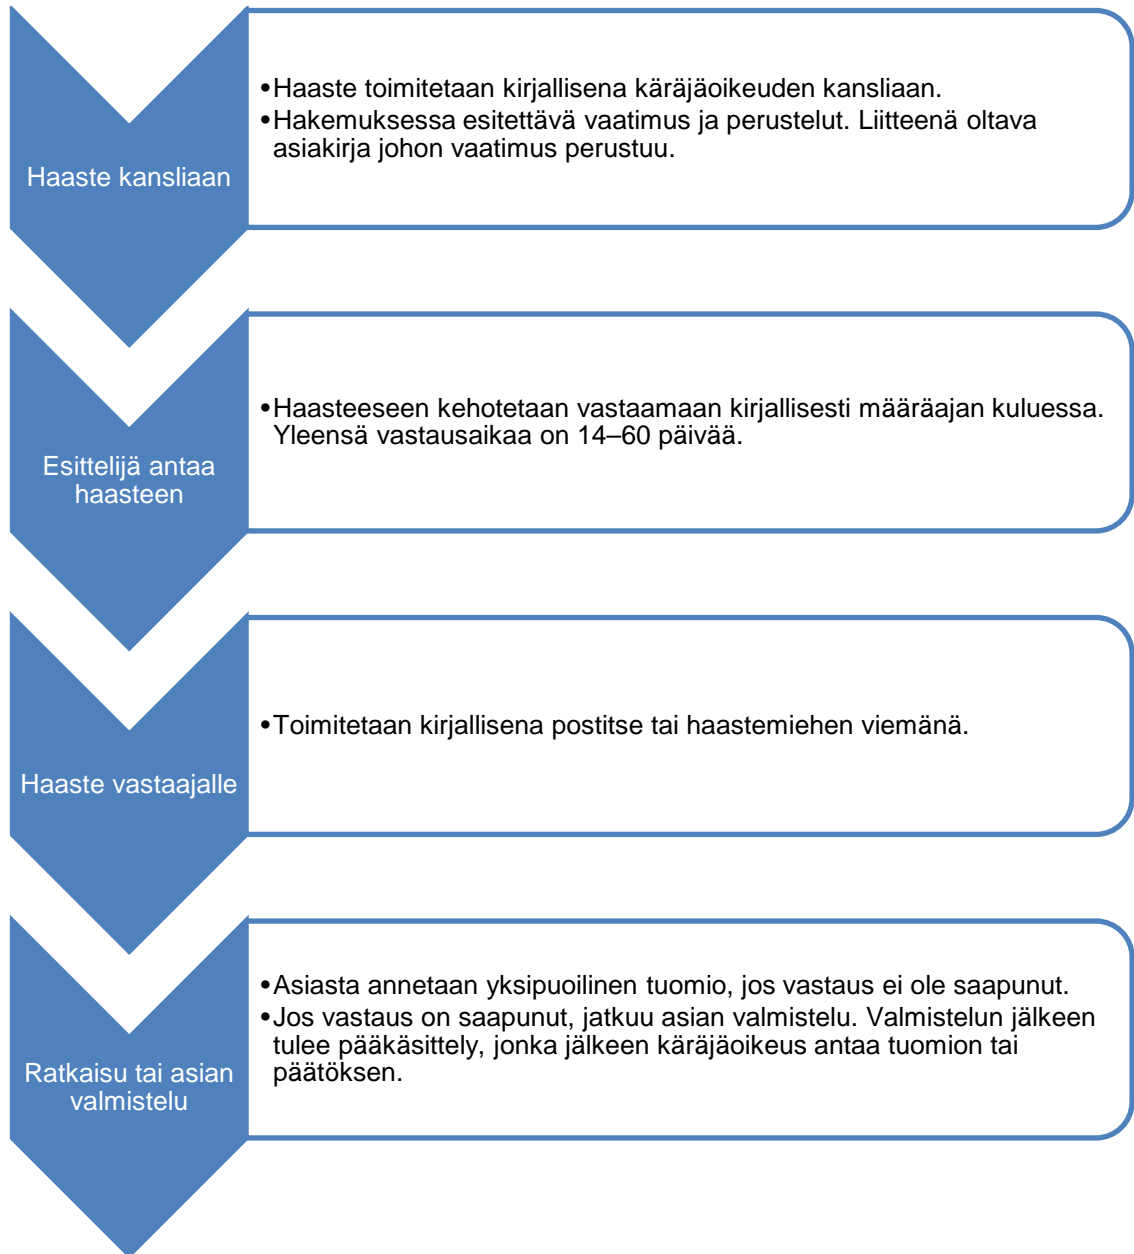 Haaste kansliaan
•Haaste toimitetaan kirjallisena käräjäoikeuden kansliaan.
•Hakemuksessa esitettävä vaatimus ja perustelut. Liitteenä oltava
asiakirja johon vaatimus perustuu.
Esittelijä antaa
haasteen
•Haasteeseen kehotetaan vastaamaan kirjallisesti määräajan kuluessa.
Yleensä vastausaikaa on 14–60 päivää.
Haaste vastaajalle
•Toimitetaan kirjallisena postitse tai haastemiehen viemänä.
Ratkaisu tai asian
valmistelu
•Asiasta annetaan yksipuolinen tuomio, jos vastaus ei ole saapunut.
•Jos vastaus on saapunut, jatkuu asian valmistelu. Valmistelun jälkeen
tulee pääkäsittely, jonka jälkeen käräjäoikeus antaa tuomion tai
päätöksen.